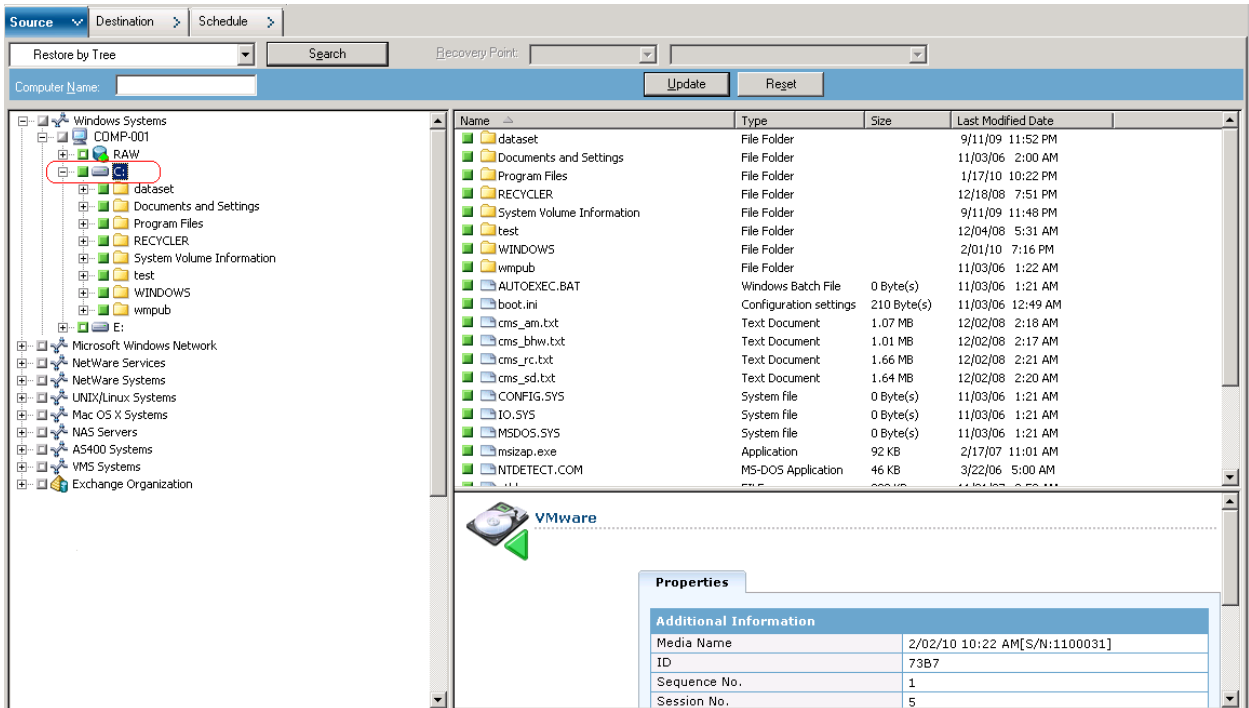 Source Destination Schedule
Restore by Tree Search Recovery Point:
Computer Name: Update Reset
Windows Systems
COMP-001
RAW
C:
dataset
Documents and Settings
Program Files
RECYCLER
System Volume Information
test
WINDOWS
wmpub
E:
Microsoft Windows Network
NetWare Services
NetWare Systems
UNIX/Linux Systems
Mac OS X Systems
NAS Servers
AS400 Systems
VMS Systems
Exchange Organization
Name Type Size Last Modified Date
dataset File Folder 9/11/09 11:52 PM
Documents and Settings File Folder 11/03/06 2:00 AM
Program Files File Folder 1/17/10 10:22 PM
RECYCLER File Folder 12/18/08 7:51 PM
System Volume Information File Folder 9/11/09 11:48 PM
test File Folder 12/04/08 5:31 AM
WINDOWS File Folder 2/01/10 7:16 PM
wmpub File Folder 11/03/06 1:22 AM
AUTOEXEC.BAT Windows Batch File 0 Byte(s) 11/03/06 1:21 AM
boot.ini Configuration settings 210 Byte(s) 11/03/06 12:49 AM
cms_am.txt Text Document 1.07 MB 12/02/08 2:18 AM
cms_bhw.txt Text Document 1.01 MB 12/02/08 2:17 AM
cms_rc.txt Text Document 1.66 MB 12/02/08 2:21 AM
cms_sd.txt Text Document 1.64 MB 12/02/08 2:20 AM
CONFIG.SYS System file 0 Byte(s) 11/03/06 1:21 AM
IO.SYS System file 0 Byte(s) 11/03/06 1:21 AM
MSDOS.SYS System file 0 Byte(s) 11/03/06 1:21 AM
msizap.exe Application 92 KB 2/17/07 11:01 AM
NTDETECT.COM MS-DOS Application 46 KB 3/22/06 5:00 AM
VMware
Properties
Additional Information
Media Name 2/02/10 10:22 AM[S/N:1100031]
ID 73B7
Sequence No. 1
Session No. 5